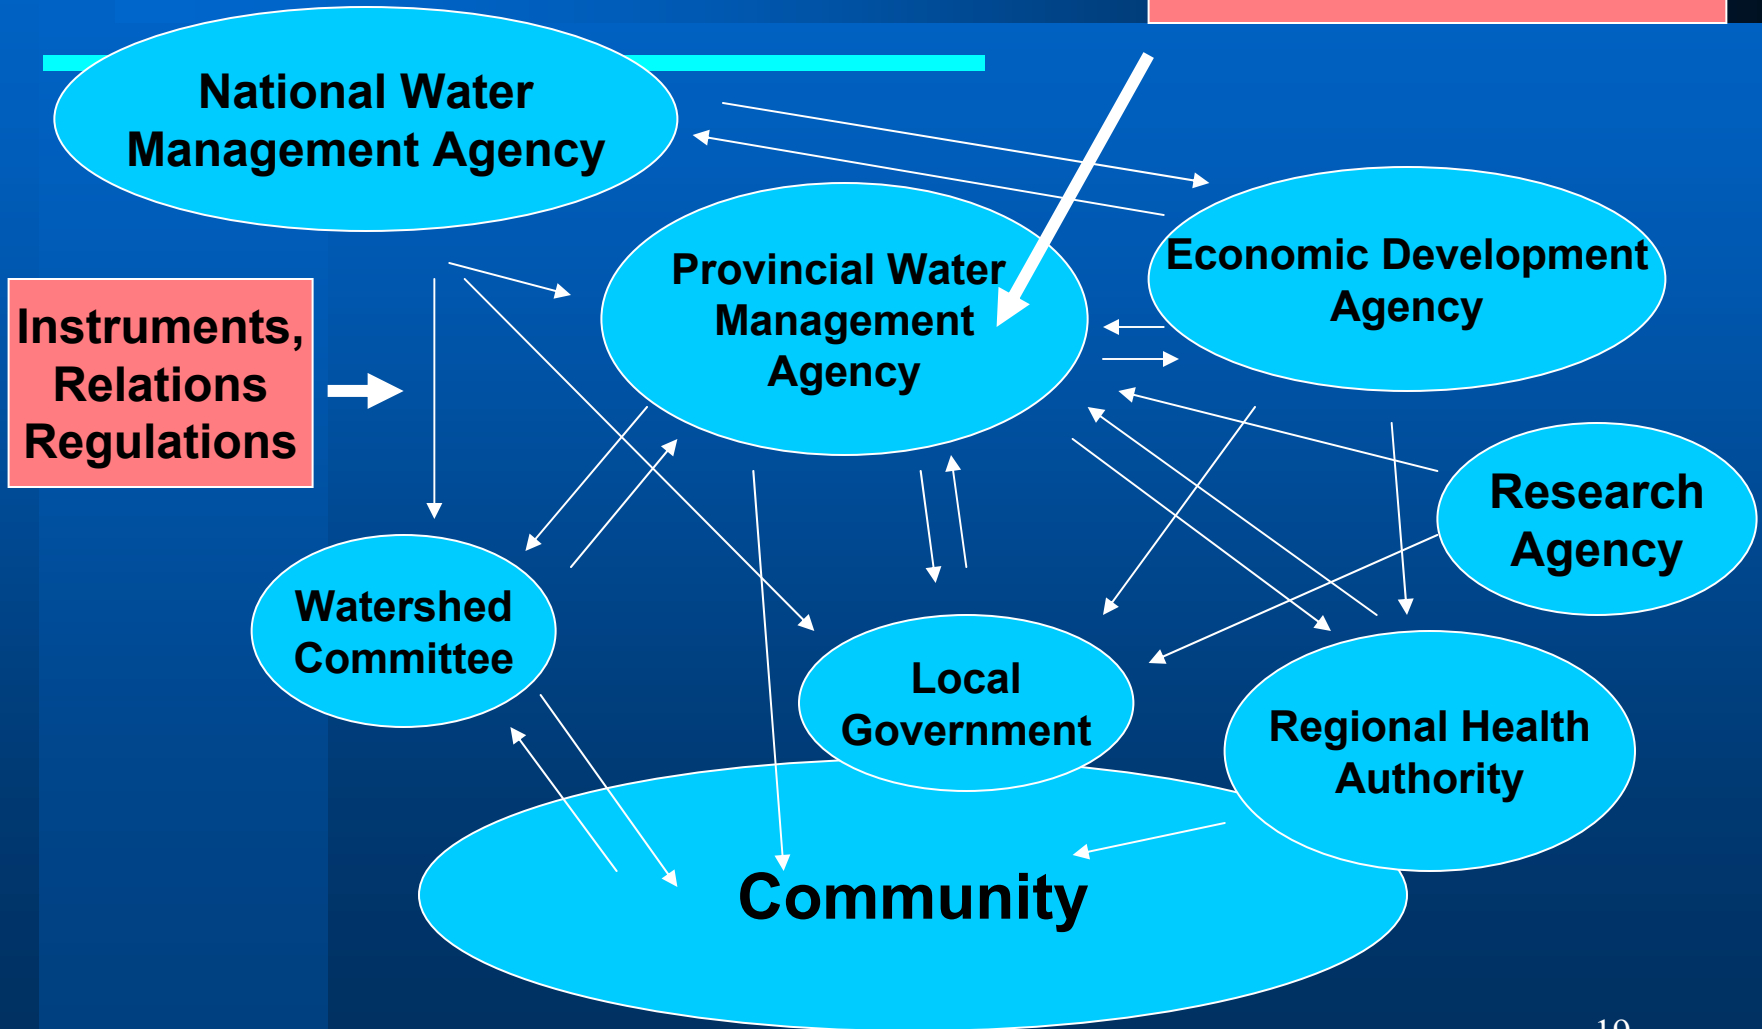 National Water
Management Agency
Provincial Water
Management
Agency
Economic Development
Agency
Instruments,
Relations
Regulations
Research
Agency
Watershed
Committee
Local
Government
Regional Health
Authority
Community